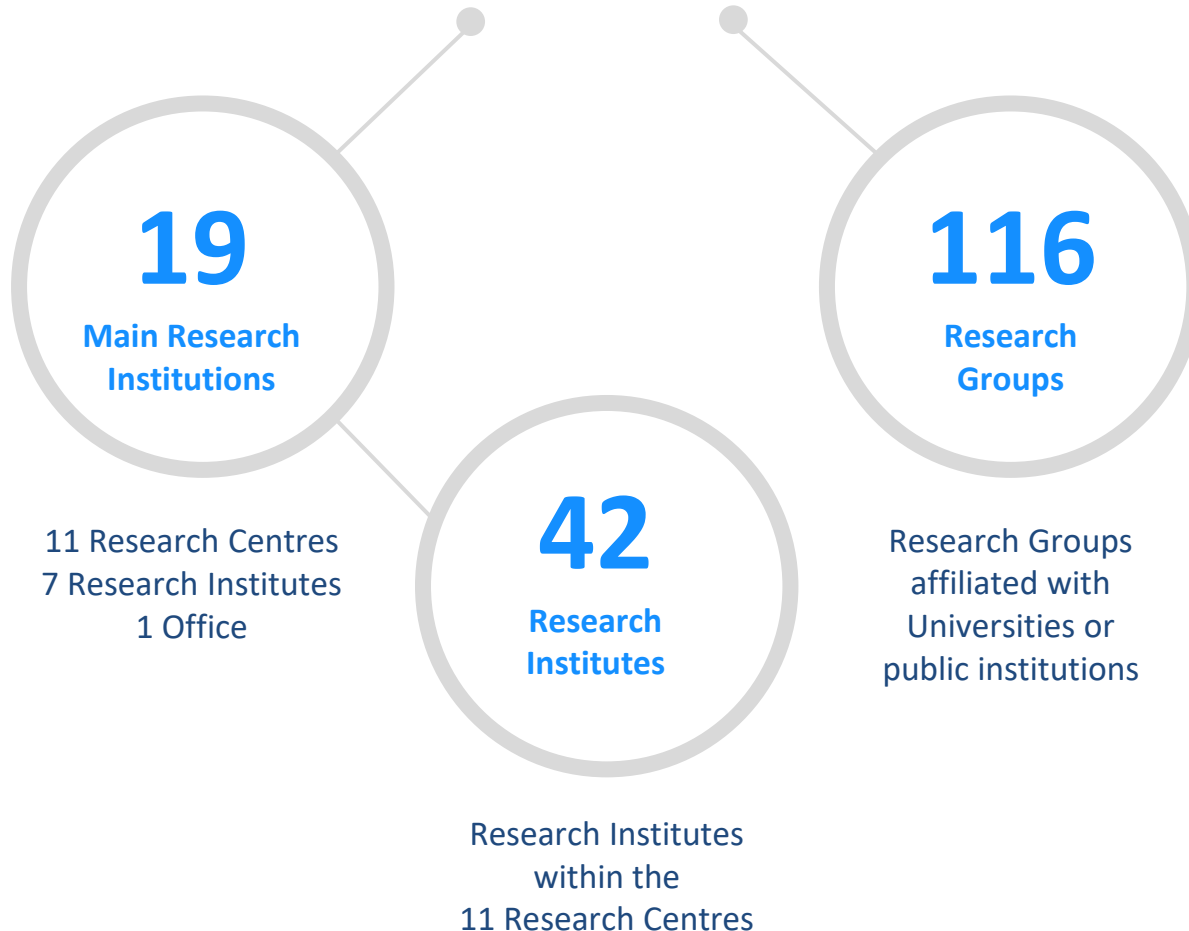 19
Main Research
Institutions
11 Research Centres
7 Research Institutes
1 Office
42
Research
Institutes
Research Institutes
within the
11 Research Centres
116
Research
Groups
Research Groups
affiliated with
Universities or
public institutions